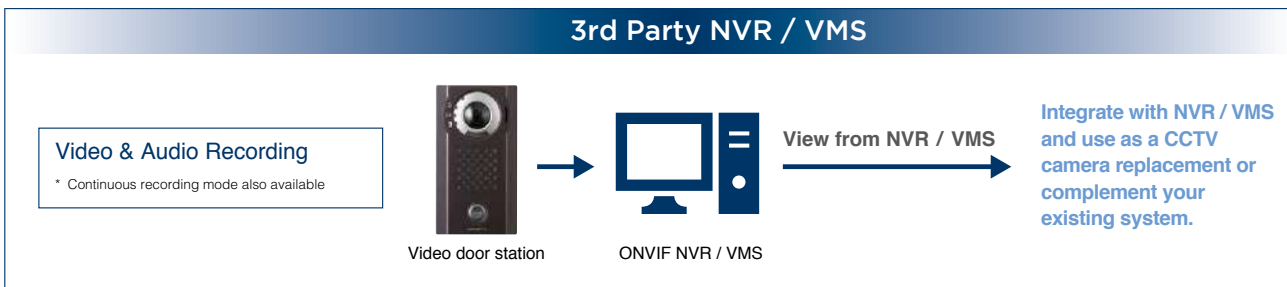 3rd Party NVR / VMS
Video & Audio Recording
* Continuous recording mode also available
Video door station
ONVIF NVR / VMS
View from NVR / VMS
Integrate with NVR / VMS
and use as a CCTV
camera replacement or
complement your
existing system.